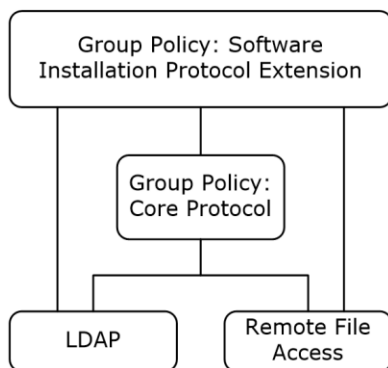 Group Policy: Software
Installation Protocol Extension
Group Policy:
Core Protocol
LDAP
Remote File
Access